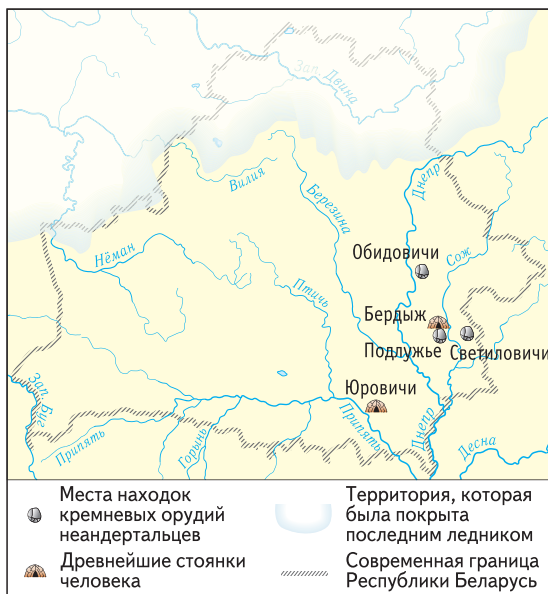 Зап. Двина
Вилия
Березина
Днепр
Нёман
Обидовичи
Сож
Птичь
Бердыж
Подлужье
Светиловичи
Юровичи
Зап. Буг
Припять
Горынь
Припять
Днепр
Десна
Места находок
кремневых орудий
неандертальцев
Древнейшие стоянки
человека
Территория, которая
была покрыта
последним ледником
Современная граница
Республики Беларусь